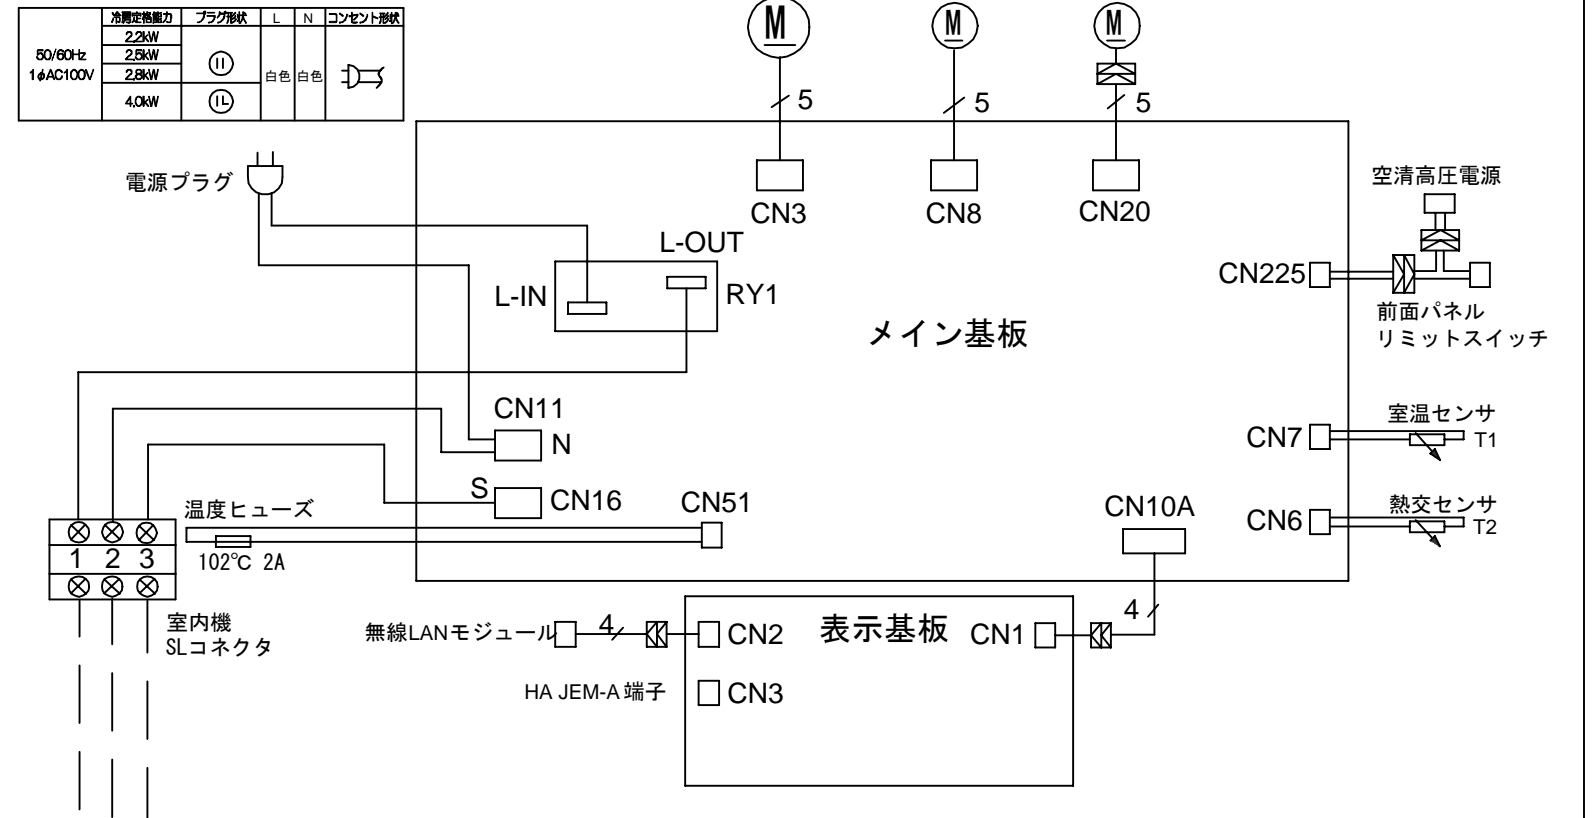 冷房定格能力 プラグ形状 L N コンセント形状
50/60Hz
1φAC100V
2.2kW
2.5kW
2.8kW
4.0kW
白色 白色
M
M
M
5
5
5
電源プラグ
CN3
CN8
CN20
空清高圧電源
L-OUT
L-IN
RY1
CN225
前面パネル
リミットスイッチ
メイン基板
CN11
N
室温センサ
CN7
T1
S
CN16
CN51
CN10A
熱交センサ
CN6
T2
温度ヒューズ
102℃ 2A
1 2 3
室内機
SLコネクタ
無線LANモジュール
4
CN2
表示基板
CN1
4
HA JEM-A 端子
CN3